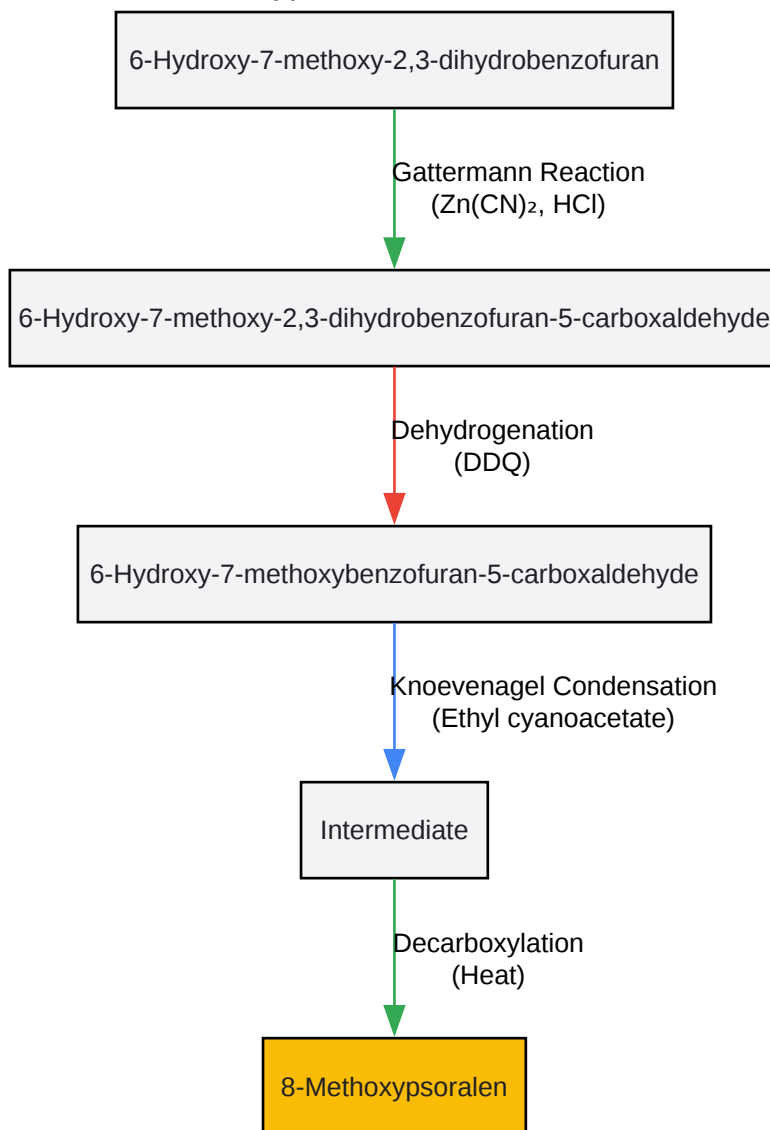 6-Hydroxy-7-methoxy-2,3-dihydrobenzofuran
Gattermann Reaction
(Zn(CN)₂, HCl)
6-Hydroxy-7-methoxy-2,3-dihydrobenzofuran-5-carboxaldehyde
Dehydrogenation
(DDQ)
6-Hydroxy-7-methoxybenzofuran-5-carboxaldehyde
Knoevenagel Condensation
(Ethyl cyanoacetate)
Intermediate
Decarboxylation
(Heat)
8-Methoxypsoralen